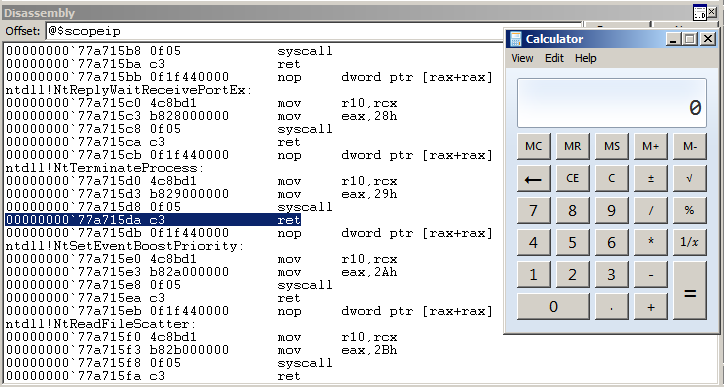 Disassembly
Offset: @$scopeip
00000000`77a715b8 0f05 syscall
00000000`77a715ba c3 ret
00000000`77a715bb 0f1f440000 nop dword ptr [rax+rax]
ntdll!NtReplyWaitReceivePortEx:
00000000`77a715c0 4c8bd1 mov r10,rcx
00000000`77a715c3 b828000000 mov eax,28h
00000000`77a715c8 0f05 syscall
00000000`77a715ca c3 ret
00000000`77a715cb 0f1f440000 nop dword ptr [rax+rax]
ntdll!NtTerminateProcess:
00000000`77a715d0 4c8bd1 mov r10,rcx
00000000`77a715d3 b829000000 mov eax,29h
00000000`77a715d8 0f05 syscall
00000000`77a715da c3 ret
00000000`77a715db 0f1f440000 nop dword ptr [rax+rax]
ntdll!NtSetEventBoostPriority:
00000000`77a715e0 4c8bd1 mov r10,rcx
00000000`77a715e3 b82a000000 mov eax,2Ah
00000000`77a715e8 0f05 syscall
00000000`77a715ea c3 ret
00000000`77a715eb 0f1f440000 nop dword ptr [rax+rax]
ntdll!NtReadFileScatter:
00000000`77a715f0 4c8bd1 mov r10,rcx
00000000`77a715f3 b82b000000 mov eax,2Bh
00000000`77a715f8 0f05 syscall
00000000`77a715fa c3 ret
Calculator
View Edit Help
0
MC MR MS M+ M-
← CE C ± √
7 8 9 / %
4 5 6 * 1/x
1 2 3 - =
0 . +